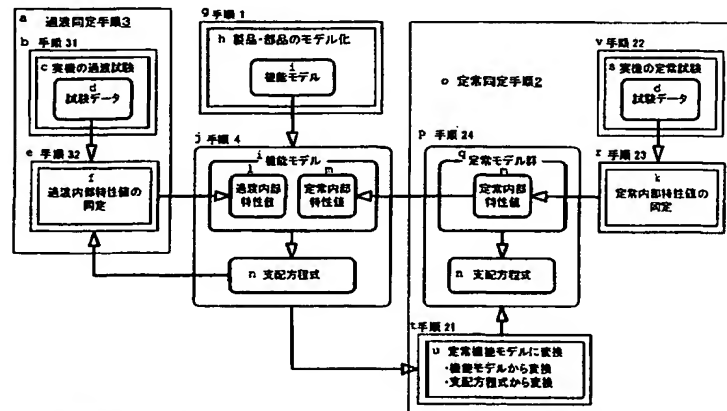 a 過渡同定手順3
b 手順 31
c 実機の過渡試験
d
試験データ
e 手順 32
f
過渡内部特性値の
同定
g 手順 1
h 製品・部品のモデル化
i
機能モデル
j 手順 4
i 機能モデル
l
過渡内部
特性値
m
定常内部
特性値
n 支配方程式
o 定常同定手順2
p 手順 24
q 定常モデル群
m
定常内部
特性値
n 支配方程式
v 手順 22
s 実機の定常試験
d
試験データ
r 手順 23
k
定常内部特性値の
同定
t 手順 21
u 定常機能モデルに変換
・機能モデルから変換
・支配方程式から変換